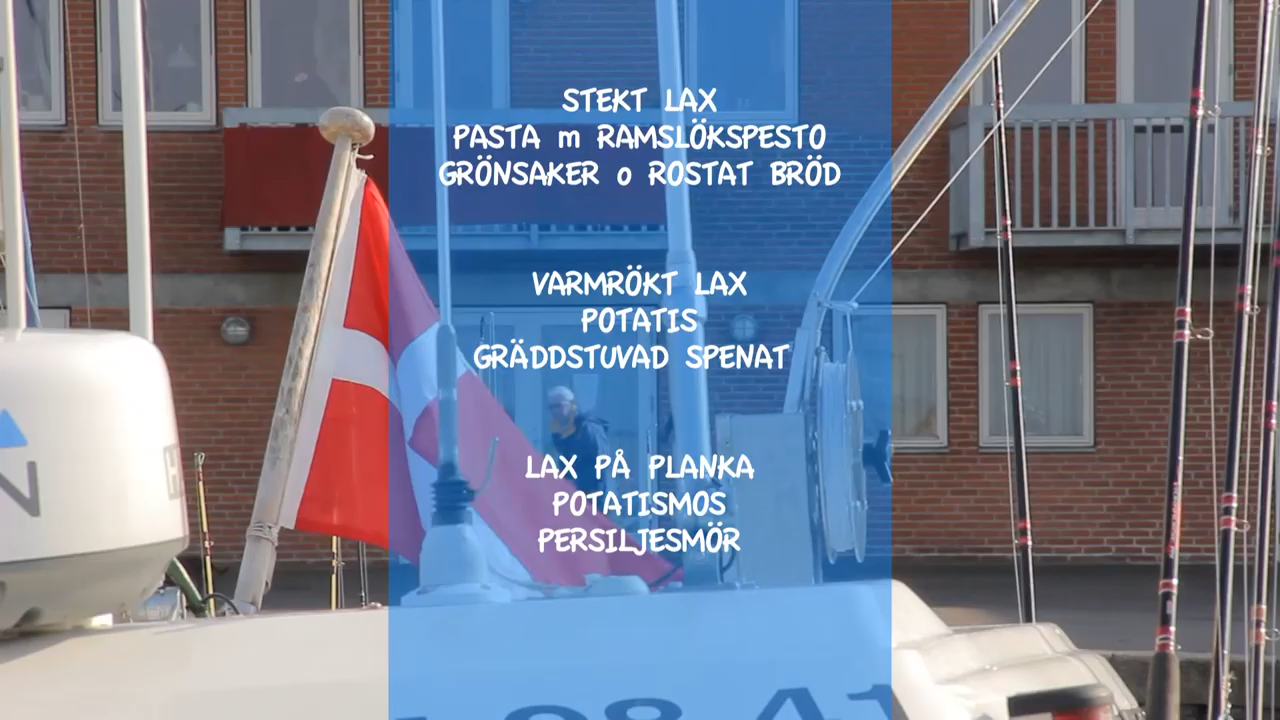 STEKT LAX
PASTA m RAMSLÖKSPESTO
GRÖNSAKER o ROSTAT BRÖD
VARMRÖKT LAX
POTATIS
GRÄDDSTUVAD SPENAT
LAX PÅ PLANKA
POTATISMOS
PERSILJESMÖR